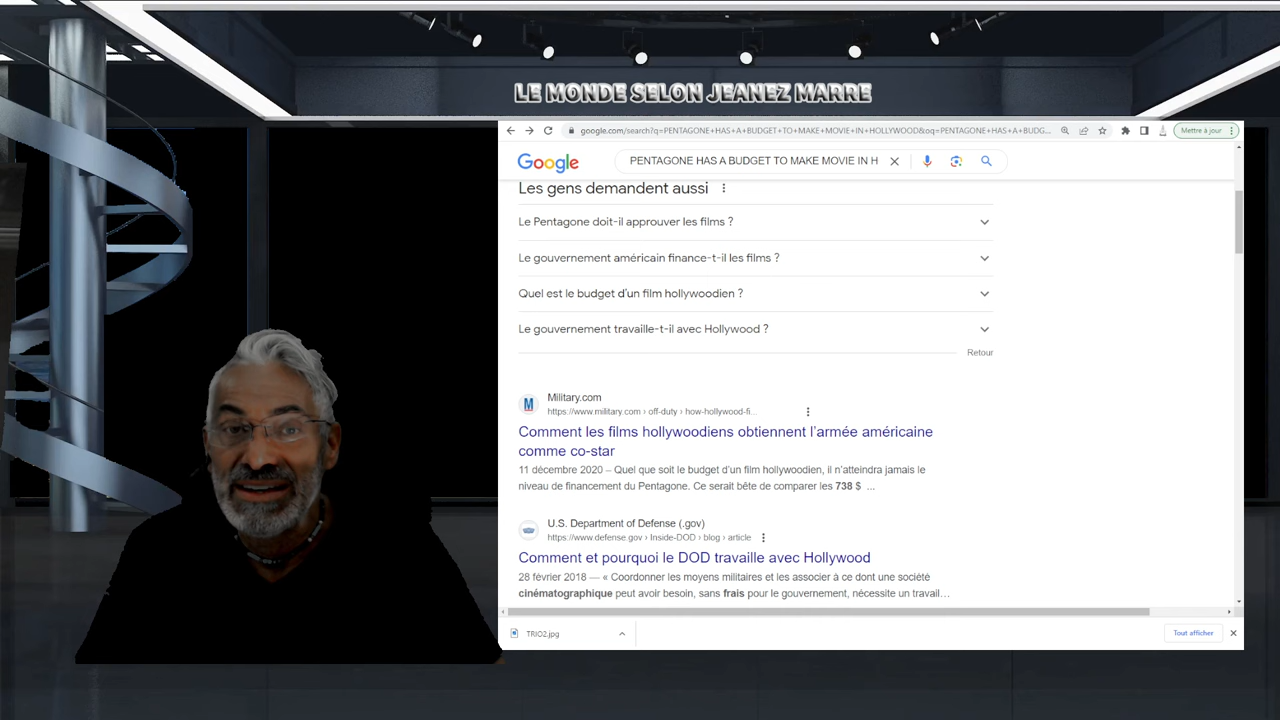 LE MONDE SELON JEANEZ MARRE
google.com/search?q=PENTAGONE+HAS+A+BUDGET+TO+MAKE+MOVIE+IN+HOLLYWOOD&oq=PENTAGONE+HAS+A+BUDG...
Mettre à jour
Google
PENTAGONE HAS A BUDGET TO MAKE MOVIE IN H
Les gens demandent aussi
Le Pentagone doit-il approuver les films ?
Le gouvernement américain finance-t-il les films ?
Quel est le budget d'un film hollywoodien ?
Le gouvernement travaille-t-il avec Hollywood ?
Retour
M
Military.com
https://www.military.com › off-duty › how-hollywood-fi...
Comment les films hollywoodiens obtiennent l'armée américaine
comme co-star
11 décembre 2020 – Quel que soit le budget d'un film hollywoodien, il n'atteindra jamais le
niveau de financement du Pentagone. Ce serait bête de comparer les 738 $ ...
U.S. Department of Defense (.gov)
https://www.defense.gov › Inside-DOD › blog › article
Comment et pourquoi le DOD travaille avec Hollywood
28 février 2018 — « Coordonner les moyens militaires et les associer à ce dont une société
cinématographique peut avoir besoin, sans frais pour le gouvernement, nécessite un travail...
TRIO2.jpg
Tout afficher